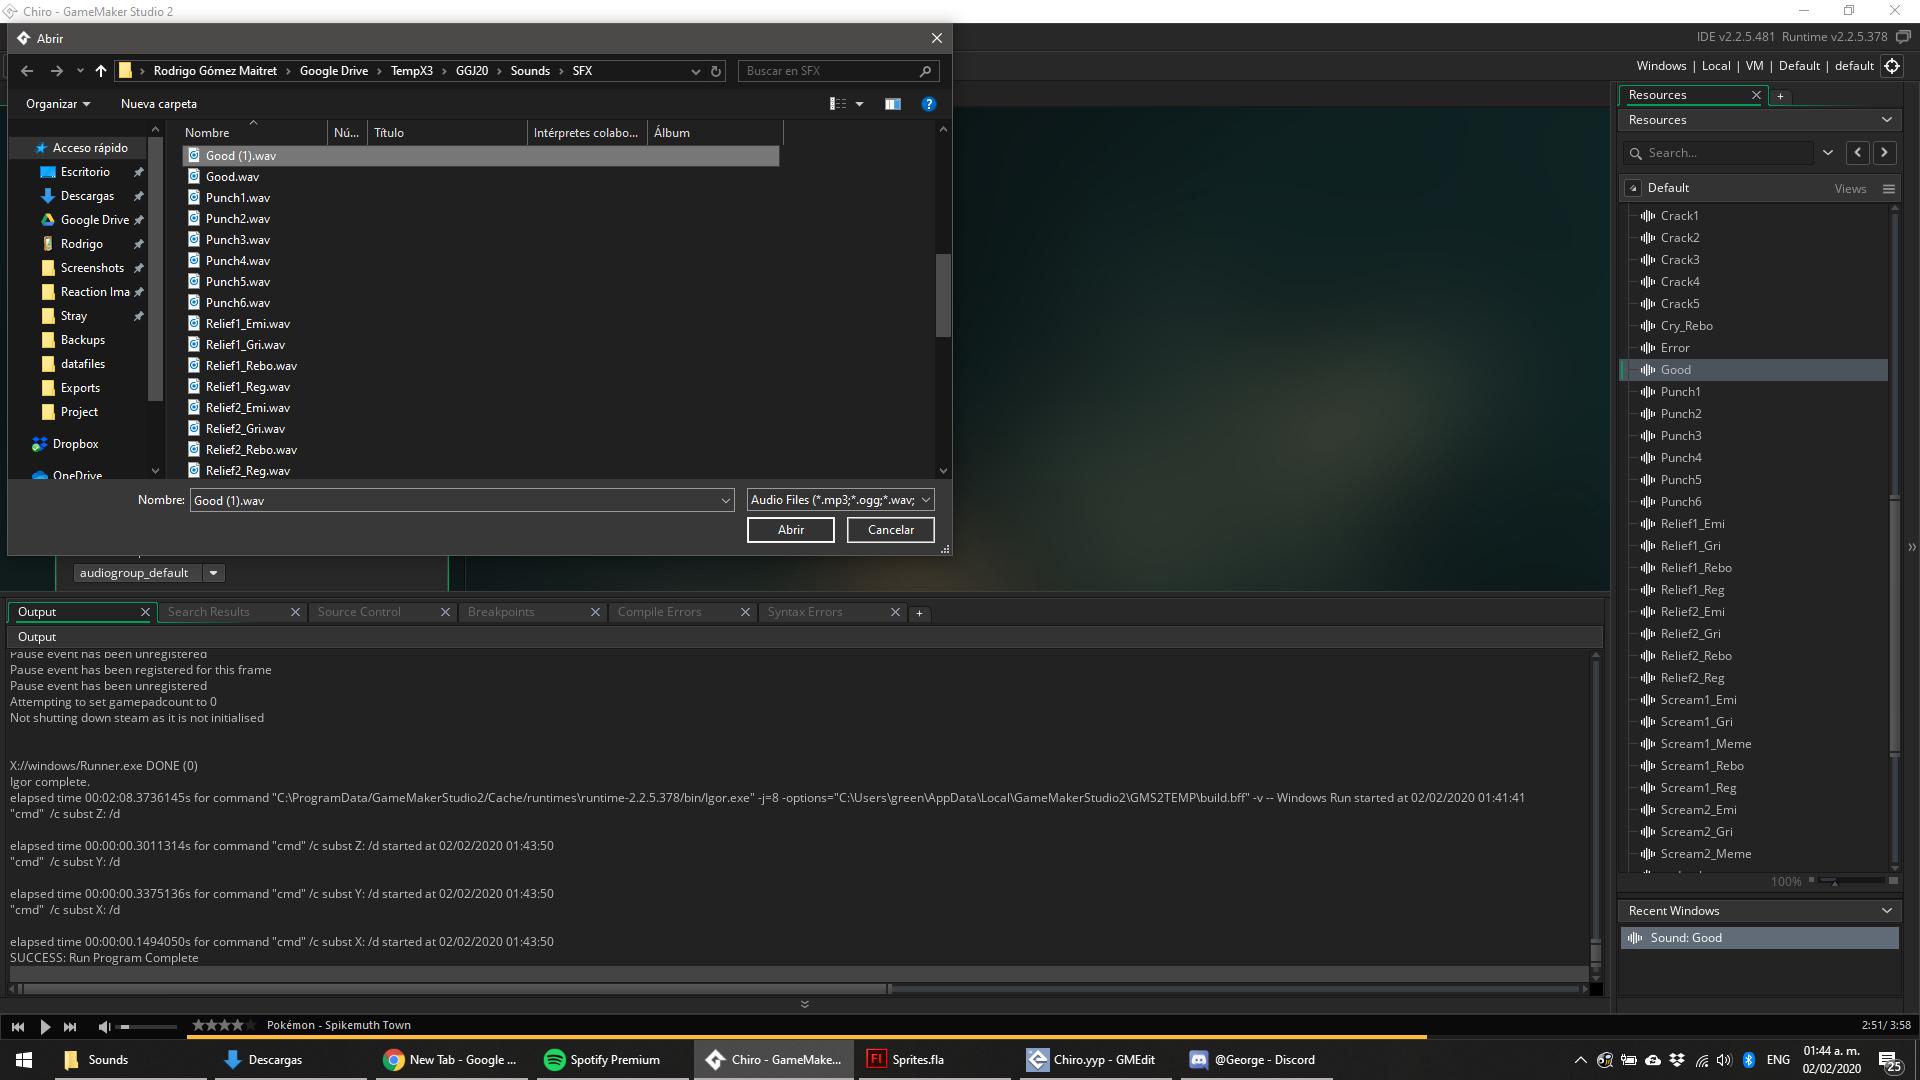 Chiro - GameMaker Studio 2
IDE v2.2.5.481 Runtime v2.2.5.378
Windows | Local | VM | Default | default
Abrir
Rodrigo Gómez Maitret > Google Drive > TempX3 > GGJ20 > Sounds > SFX
Buscar en SFX
Organizar
Nueva carpeta
Nombre
Nú...
Título
Intérpretes colabo...
Álbum
Acceso rápido
Escritorio
Descargas
Google Drive
Rodrigo
Screenshots
Reaction Ima
Stray
Backups
datafiles
Exports
Project
Dropbox
OneDrive
Good (1).wav
Good.wav
Punch1.wav
Punch2.wav
Punch3.wav
Punch4.wav
Punch5.wav
Punch6.wav
Relief1_Emi.wav
Relief1_Gri.wav
Relief1_Rebo.wav
Relief1_Reg.wav
Relief2_Emi.wav
Relief2_Gri.wav
Relief2_Rebo.wav
Relief2_Reg.wav
Nombre: Good (1).wav
Audio Files (*.mp3;*.ogg;*.wav;
Abrir
Cancelar
audiogroup_default
Output
Search Results
Source Control
Breakpoints
Compile Errors
Syntax Errors
Output
Pause event has been unregistered
Pause event has been registered for this frame
Pause event has been unregistered
Attempting to set gamepadcount to 0
Not shutting down steam as it is not initialised
X://windows/Runner.exe DONE (0)
Igor complete.
elapsed time 00:02:08.3736145s for command "C:\ProgramData/GameMakerStudio2/Cache/runtimes\runtime-2.2.5.378/bin/Igor.exe" -j=8 -options="C:\Users\green\AppData\Local\GameMakerStudio2\GMS2TEMP\build.bff" -v -- Windows Run started at 02/02/2020 01:41:41
"cmd" /c subst Z: /d
elapsed time 00:00:00.3011314s for command "cmd" /c subst Z: /d started at 02/02/2020 01:43:50
"cmd" /c subst Y: /d
elapsed time 00:00:00.3375136s for command "cmd" /c subst Y: /d started at 02/02/2020 01:43:50
"cmd" /c subst X: /d
elapsed time 00:00:00.1494050s for command "cmd" /c subst X: /d started at 02/02/2020 01:43:50
SUCCESS: Run Program Complete
Resources
Resources
Search...
Default
Views
Crack1
Crack2
Crack3
Crack4
Crack5
Cry_Rebo
Error
Good
Punch1
Punch2
Punch3
Punch4
Punch5
Punch6
Relief1_Emi
Relief1_Gri
Relief1_Rebo
Relief1_Reg
Relief2_Emi
Relief2_Gri
Relief2_Rebo
Relief2_Reg
Scream1_Emi
Scream1_Gri
Scream1_Meme
Scream1_Rebo
Scream1_Reg
Scream2_Emi
Scream2_Gri
Scream2_Meme
100%
Recent Windows
Sound: Good
Pokémon - Spikemuth Town
2:51/ 3:58
Sounds
Descargas
New Tab - Google ...
Spotify Premium
Chiro - GameMake...
Sprites.fla
Chiro.yyp - GMEdit
@George - Discord
ENG
01:44 a. m.
02/02/2020
25